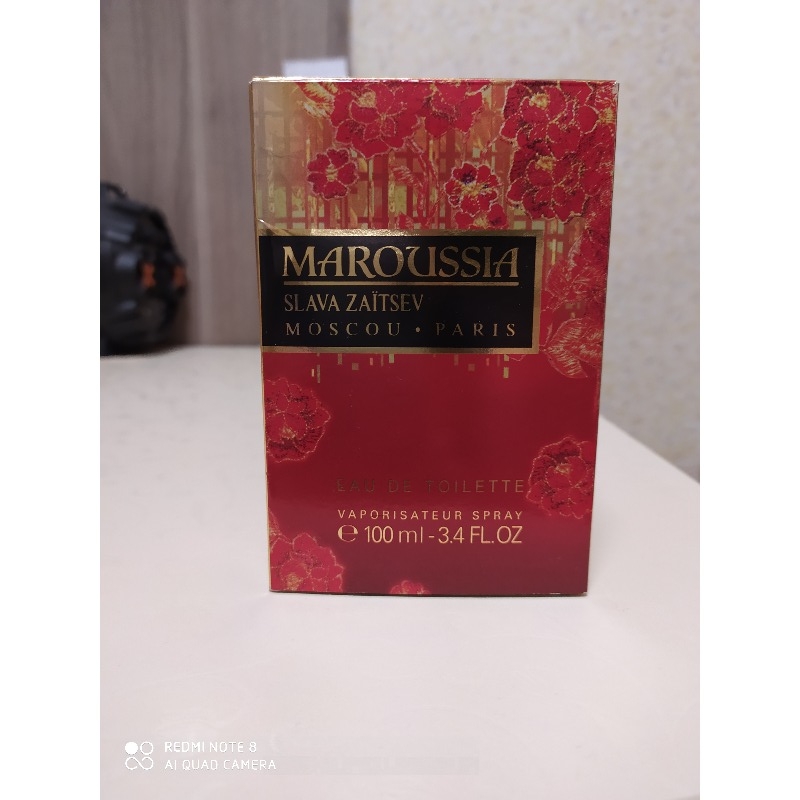 MAROUSSIA
SLAVA ZAÏTSEV
MOSCOU • PARIS
EAU DE TOILETTE
VAPORISATEUR SPRAY
℮ 100 ml - 3.4 FL.OZ
REDMI NOTE 8
AI QUAD CAMERA